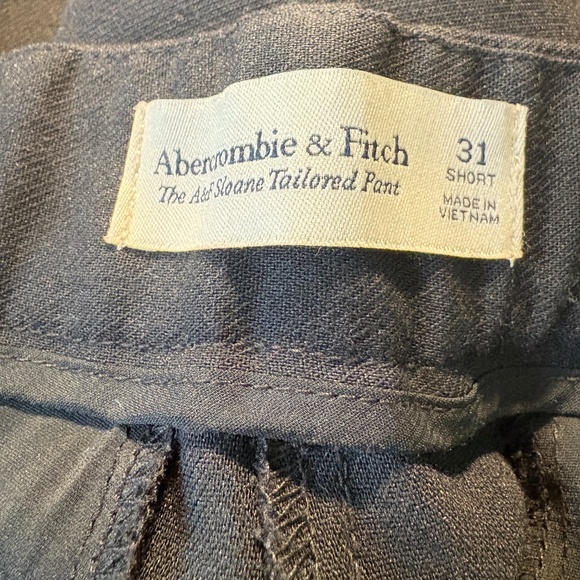 Abercrombie & Fitch
The A&F Sloane Tailored Pant
31
SHORT
MADE IN
VIETNAM